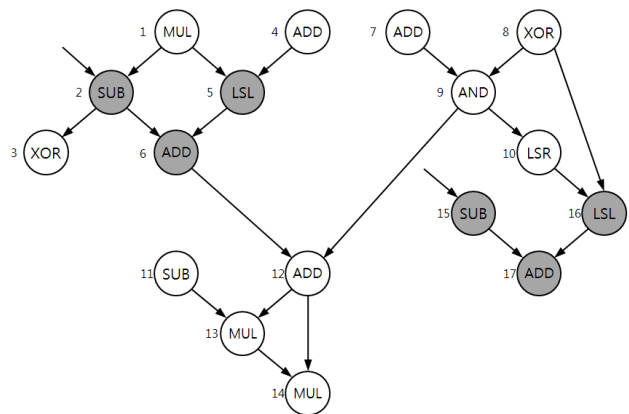 1 MUL
4 ADD
7 ADD
8 XOR
2 SUB
5 LSL
9 AND
3 XOR
6 ADD
10 LSR
15 SUB
16 LSL
11 SUB
12 ADD
17 ADD
13 MUL
14 MUL